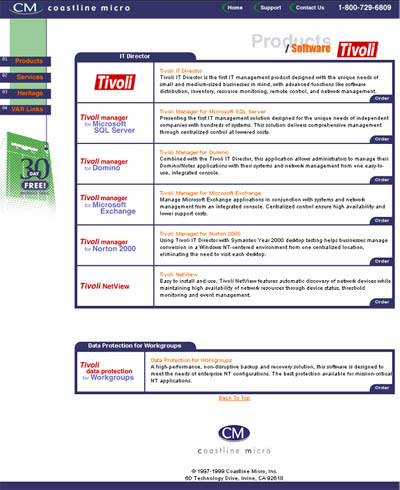 CM coastline micro
Home Support Contact Us 1-800-729-6809
Products
/ Software
Tivoli
01 Products
02 Services
03 Heritage
04 VAR Links
30
DAY
FREE!
IT Director
Tivoli
Tivoli IT Director
Tivoli IT Director is the first IT management product designed with the unique needs of
small and medium-sized businesses in mind, with advanced functions like software
distribution, inventory, resource monitoring, remote control, and network management.
Order
Tivoli manager
for Microsoft
SQL Server
Tivoli Manager for Microsoft SQL Server
Presenting the first IT management solution designed for the unique needs of independent
companies with hundreds of systems. This solution delivers comprehensive management
through centralized control at lowered costs.
Order
Tivoli manager
for Domino
Tivoli Manager for Domino
Combined with the Tivoli IT Director, this application allows administrators to manage their
Domino/Notes applications with their systems and network management from one easy-to-
use, integrated console.
Order
Tivoli manager
for Microsoft
Exchange
Tivoli Manager for Microsoft Exchange
Manage Microsoft Exchange applications in conjunction with systems and network
management from an integrated console. Centralized control ensure high availability and
lower support costs.
Order
Tivoli manager
for Norton 2000
Tivoli Manager for Norton 2000
Using Tivoli IT Director with Symantec Year 2000 desktop testing helps businesses manage
conversion in a Windows NT-centered environment from one centralized location,
eliminating the need to visit each desktop.
Order
Tivoli NetView
Tivoli NetView
Easy to install and use, Tivoli NetView features automatic discovery of network devices while
maintaining high availability of network resources through device status, threshold
monitoring and event management.
Order
Data Protection for Workgroups
Tivoli
data protection
for Workgroups
Data Protection for Workgroups
A high-performance, non-disruptive backup and recovery solution, this software is designed to
meet the needs of enterprise NT configurations. The best protection available for mission-critical
NT applications.
Order
Back To Top
CM
coastline micro
© 1997-1999 Coastline Micro, Inc.
60 Technology Drive, Irvine, CA 92618